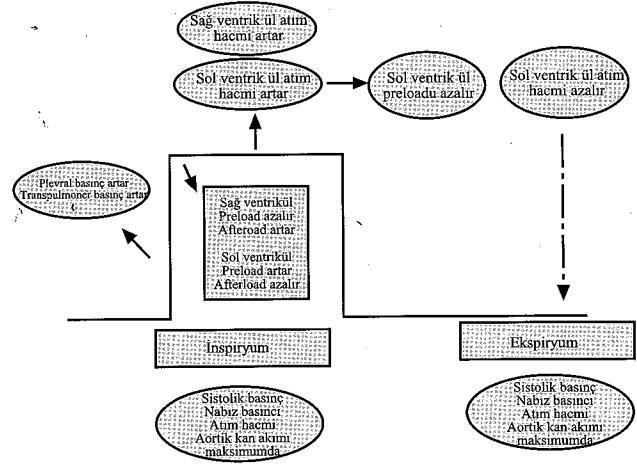 Sağ ventrik ül atım
hacmi artar
Sol ventrik ül atım
hacmi artar
Sol ventrik ül
preloadu azalır
Sol ventrik ül atım
hacmi azalır
Plevral basınç artar
Transpulmoner basınç artar
Sağ ventrikül
Preload azalır
Afteroad artar
Sol ventrikül
Preload artar
Afterload azalır
İnspiryum
Ekspiryum
Sistolik basınç
Nabız basıncı
Atım hacmi
Aortik kan akımı
maksimumda
Sistolik basınç
Nabız basıncı
Atım hacmi
Aortik kan akımı
maksimumda